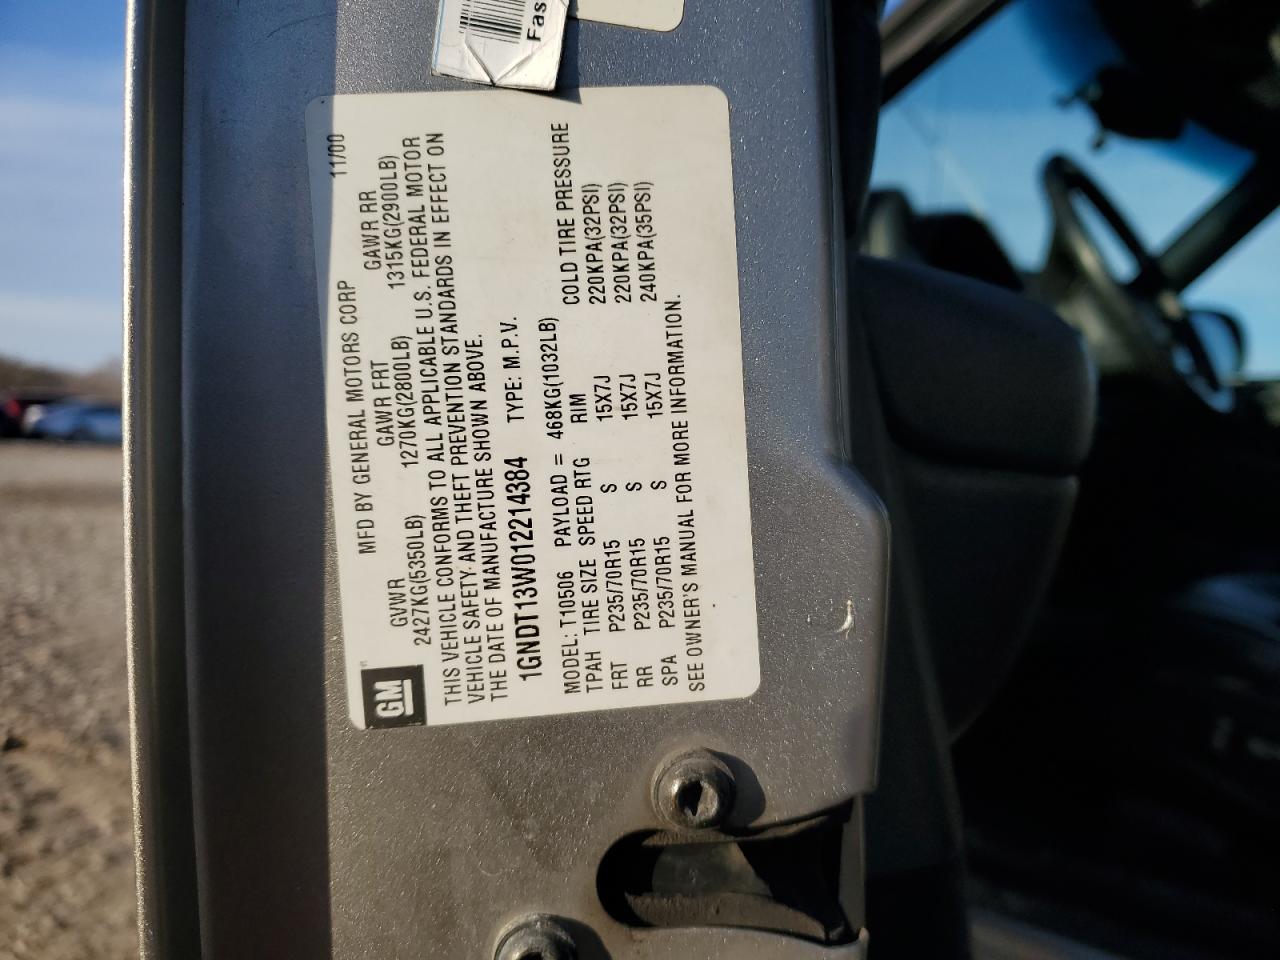 Fas
MFD BY GENERAL MOTORS CORP 11/00
GVWR GAWR FRT GAWR RR
2427KG(5350LB) 1270KG(2800LB) 1315KG(2900LB)
THIS VEHICLE CONFORMS TO ALL APPLICABLE U.S. FEDERAL MOTOR
VEHICLE SAFETY AND THEFT PREVENTION STANDARDS IN EFFECT ON
THE DATE OF MANUFACTURE SHOWN ABOVE.
1GNDT13W012214384 TYPE: M.P.V.
MODEL: T10506 PAYLOAD = 468KG(1032LB)
TPAH TIRE SIZE SPEED RTG RIM COLD TIRE PRESSURE
FRT P235/70R15 S 15X7J 220KPA(32PSI)
RR P235/70R15 S 15X7J 220KPA(32PSI)
SPA P235/70R15 S 15X7J 240KPA(35PSI)
SEE OWNER'S MANUAL FOR MORE INFORMATION.
GM